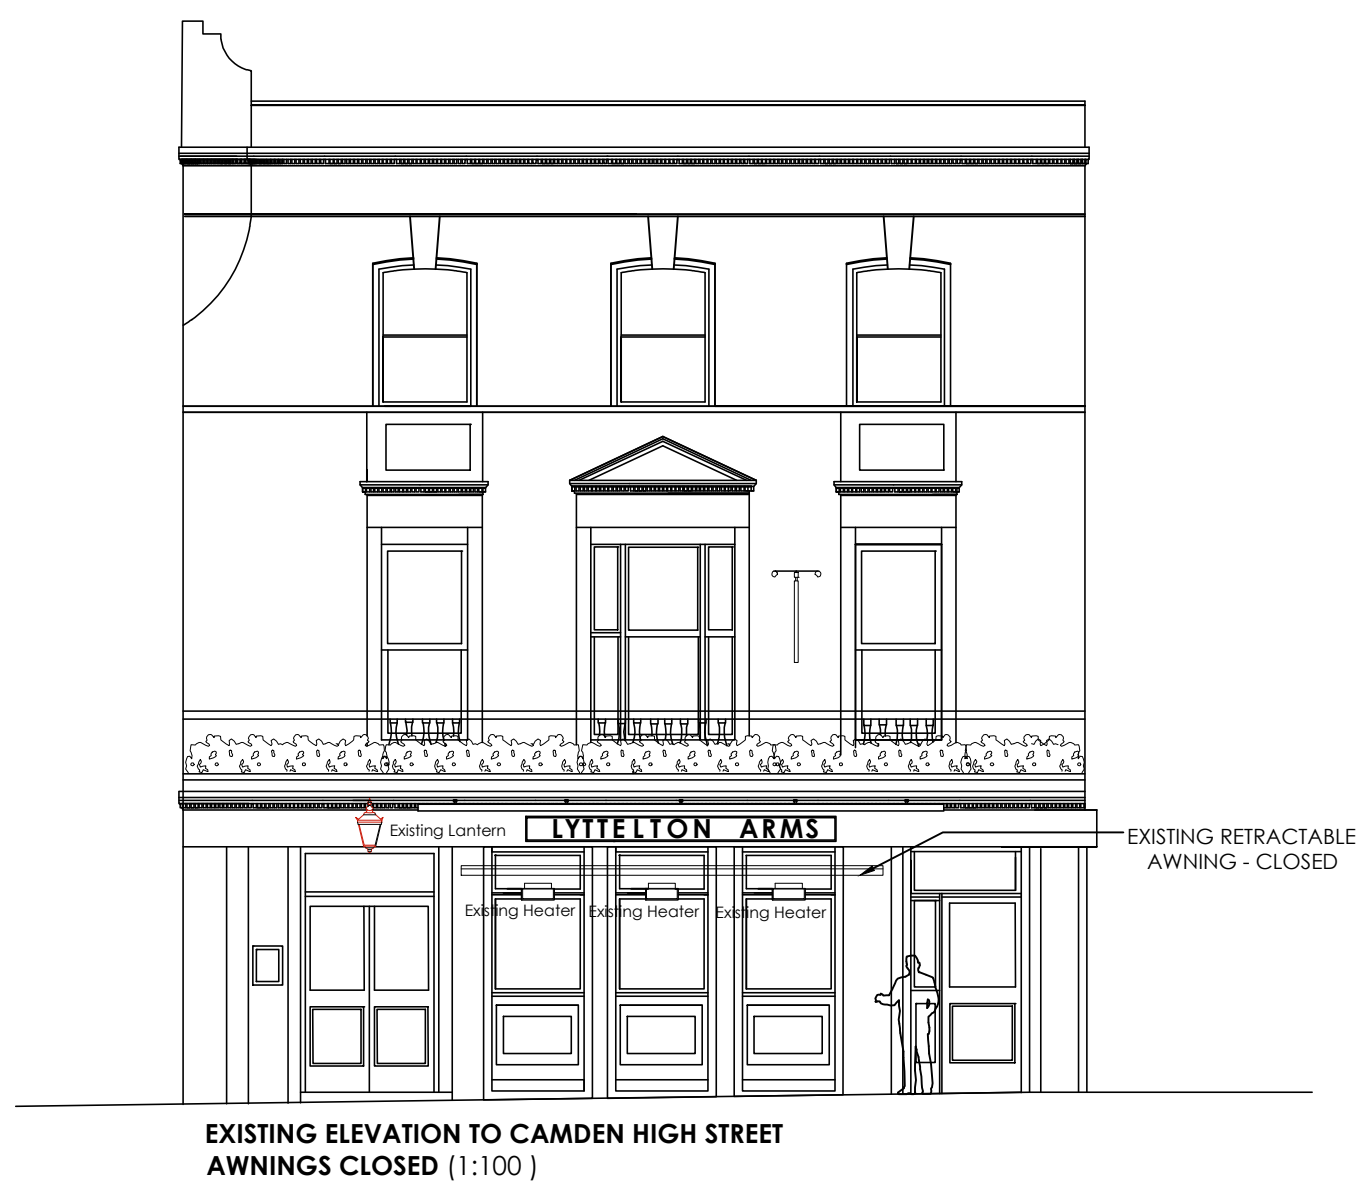 Existing Lantern
LYTTELTON ARMS
EXISTING RETRACTABLE
AWNING - CLOSED
Existing Heater
Existing Heater
Existing Heater
EXISTING ELEVATION TO CAMDEN HIGH STREET
AWNINGS CLOSED (1:100 )